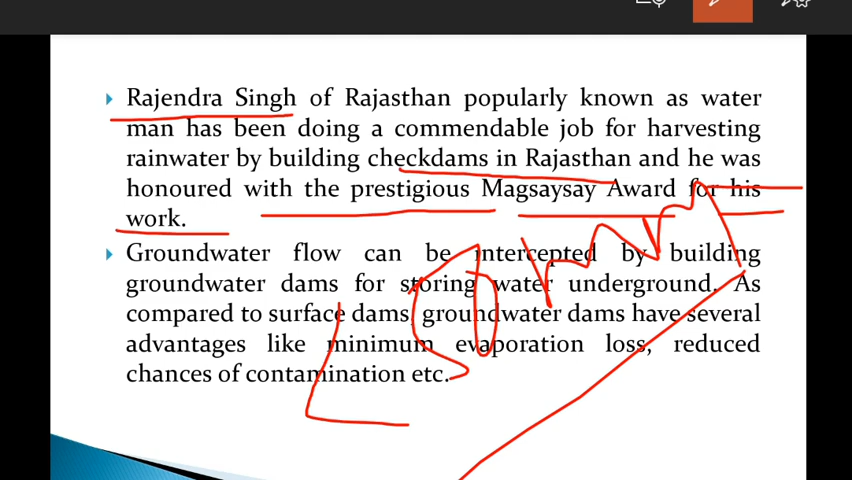 Rajendra Singh of Rajasthan popularly known as water
man has been doing a commendable job for harvesting
rainwater by building checkdams in Rajasthan and he was
honoured with the prestigious Magsaysay Award for his
work.
Groundwater flow can be intercepted by building
groundwater dams for storing water underground. As
compared to surface dams, groundwater dams have several
advantages like minimum evaporation loss, reduced
chances of contamination etc.